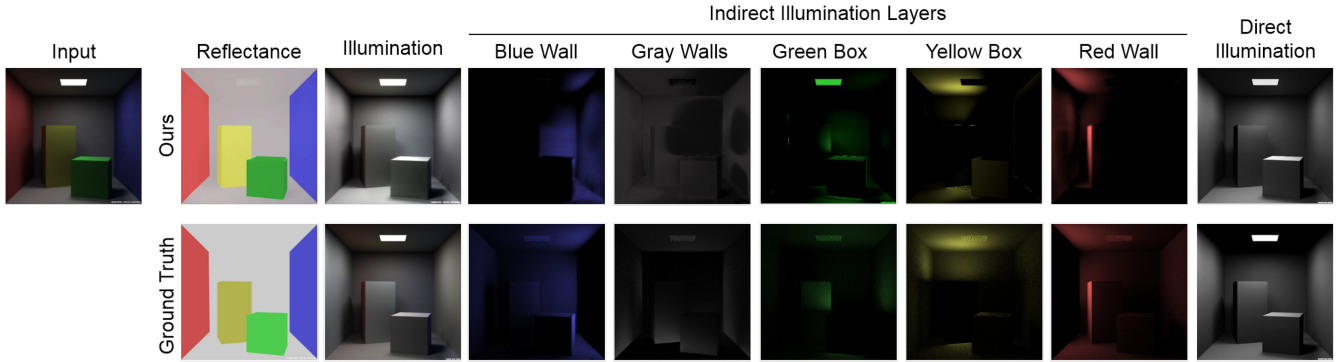 Indirect Illumination Layers
Input
Reflectance
Illumination
Blue Wall
Gray Walls
Green Box
Yellow Box
Red Wall
Direct
Illumination
Ours
Ground Truth